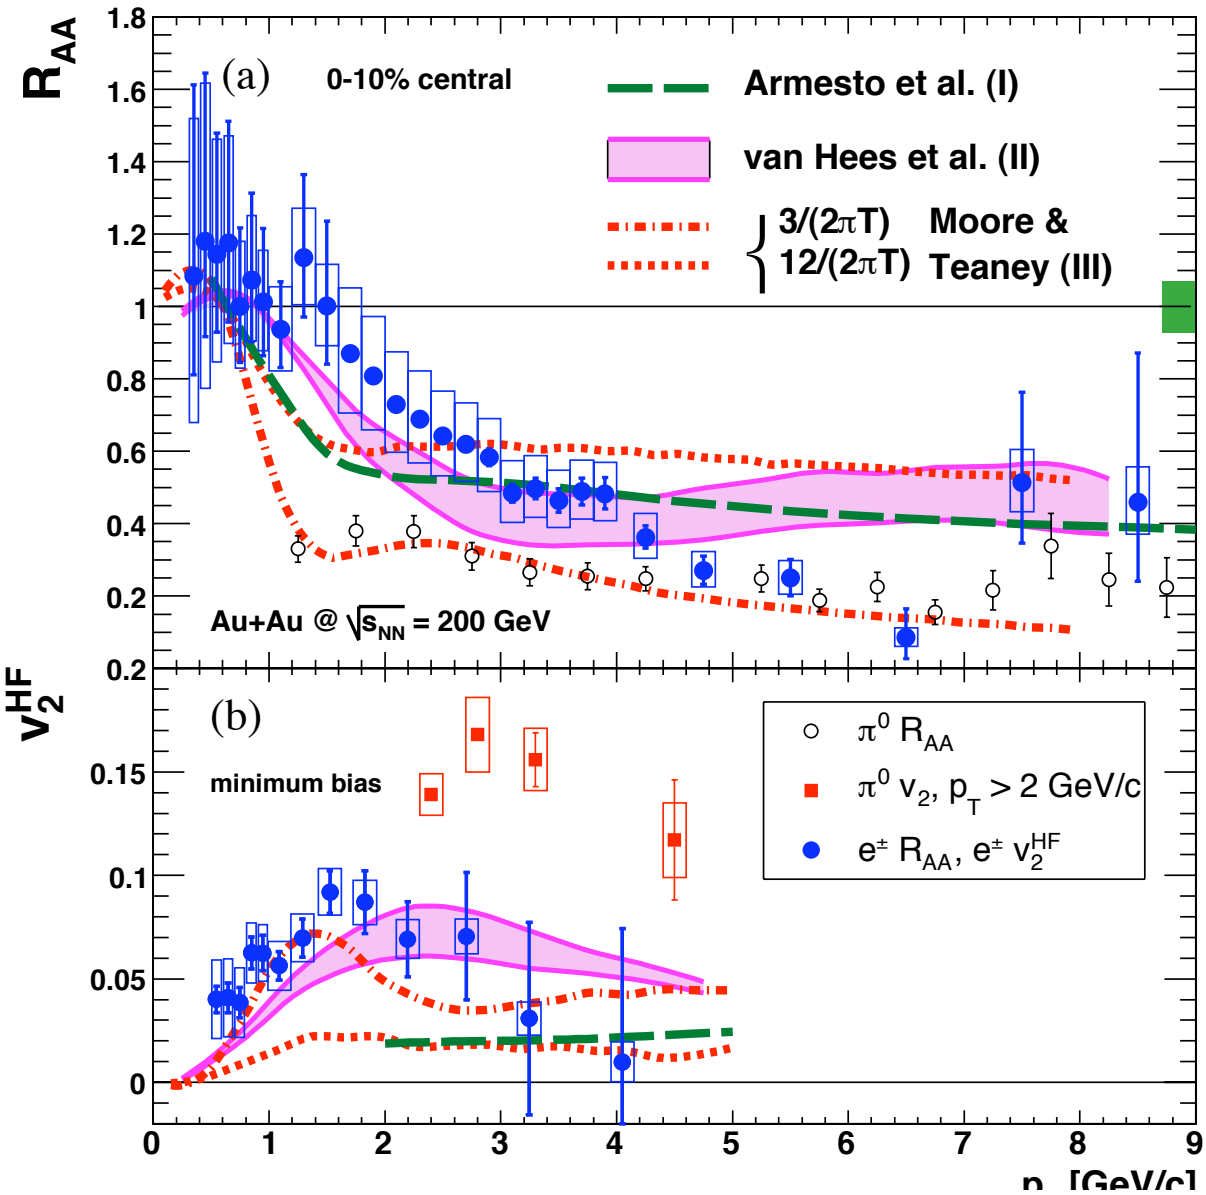 R_AA
1.8
1.6
1.4
1.2
1
0.8
0.6
0.4
0.2
(a)
0-10% central
Armesto et al. (I)
van Hees et al. (II)
3/(2πT) Moore &
12/(2πT) Teaney (III)
Au+Au @ √s_NN = 200 GeV
v_2^HF
0.2
0.15
0.1
0.05
0
(b)
minimum bias
π^0 R_AA
π^0 v_2, p_T > 2 GeV/c
e^± R_AA, e^± v_2^HF
0 1 2 3 4 5 6 7 8 9
p [GeV/c]